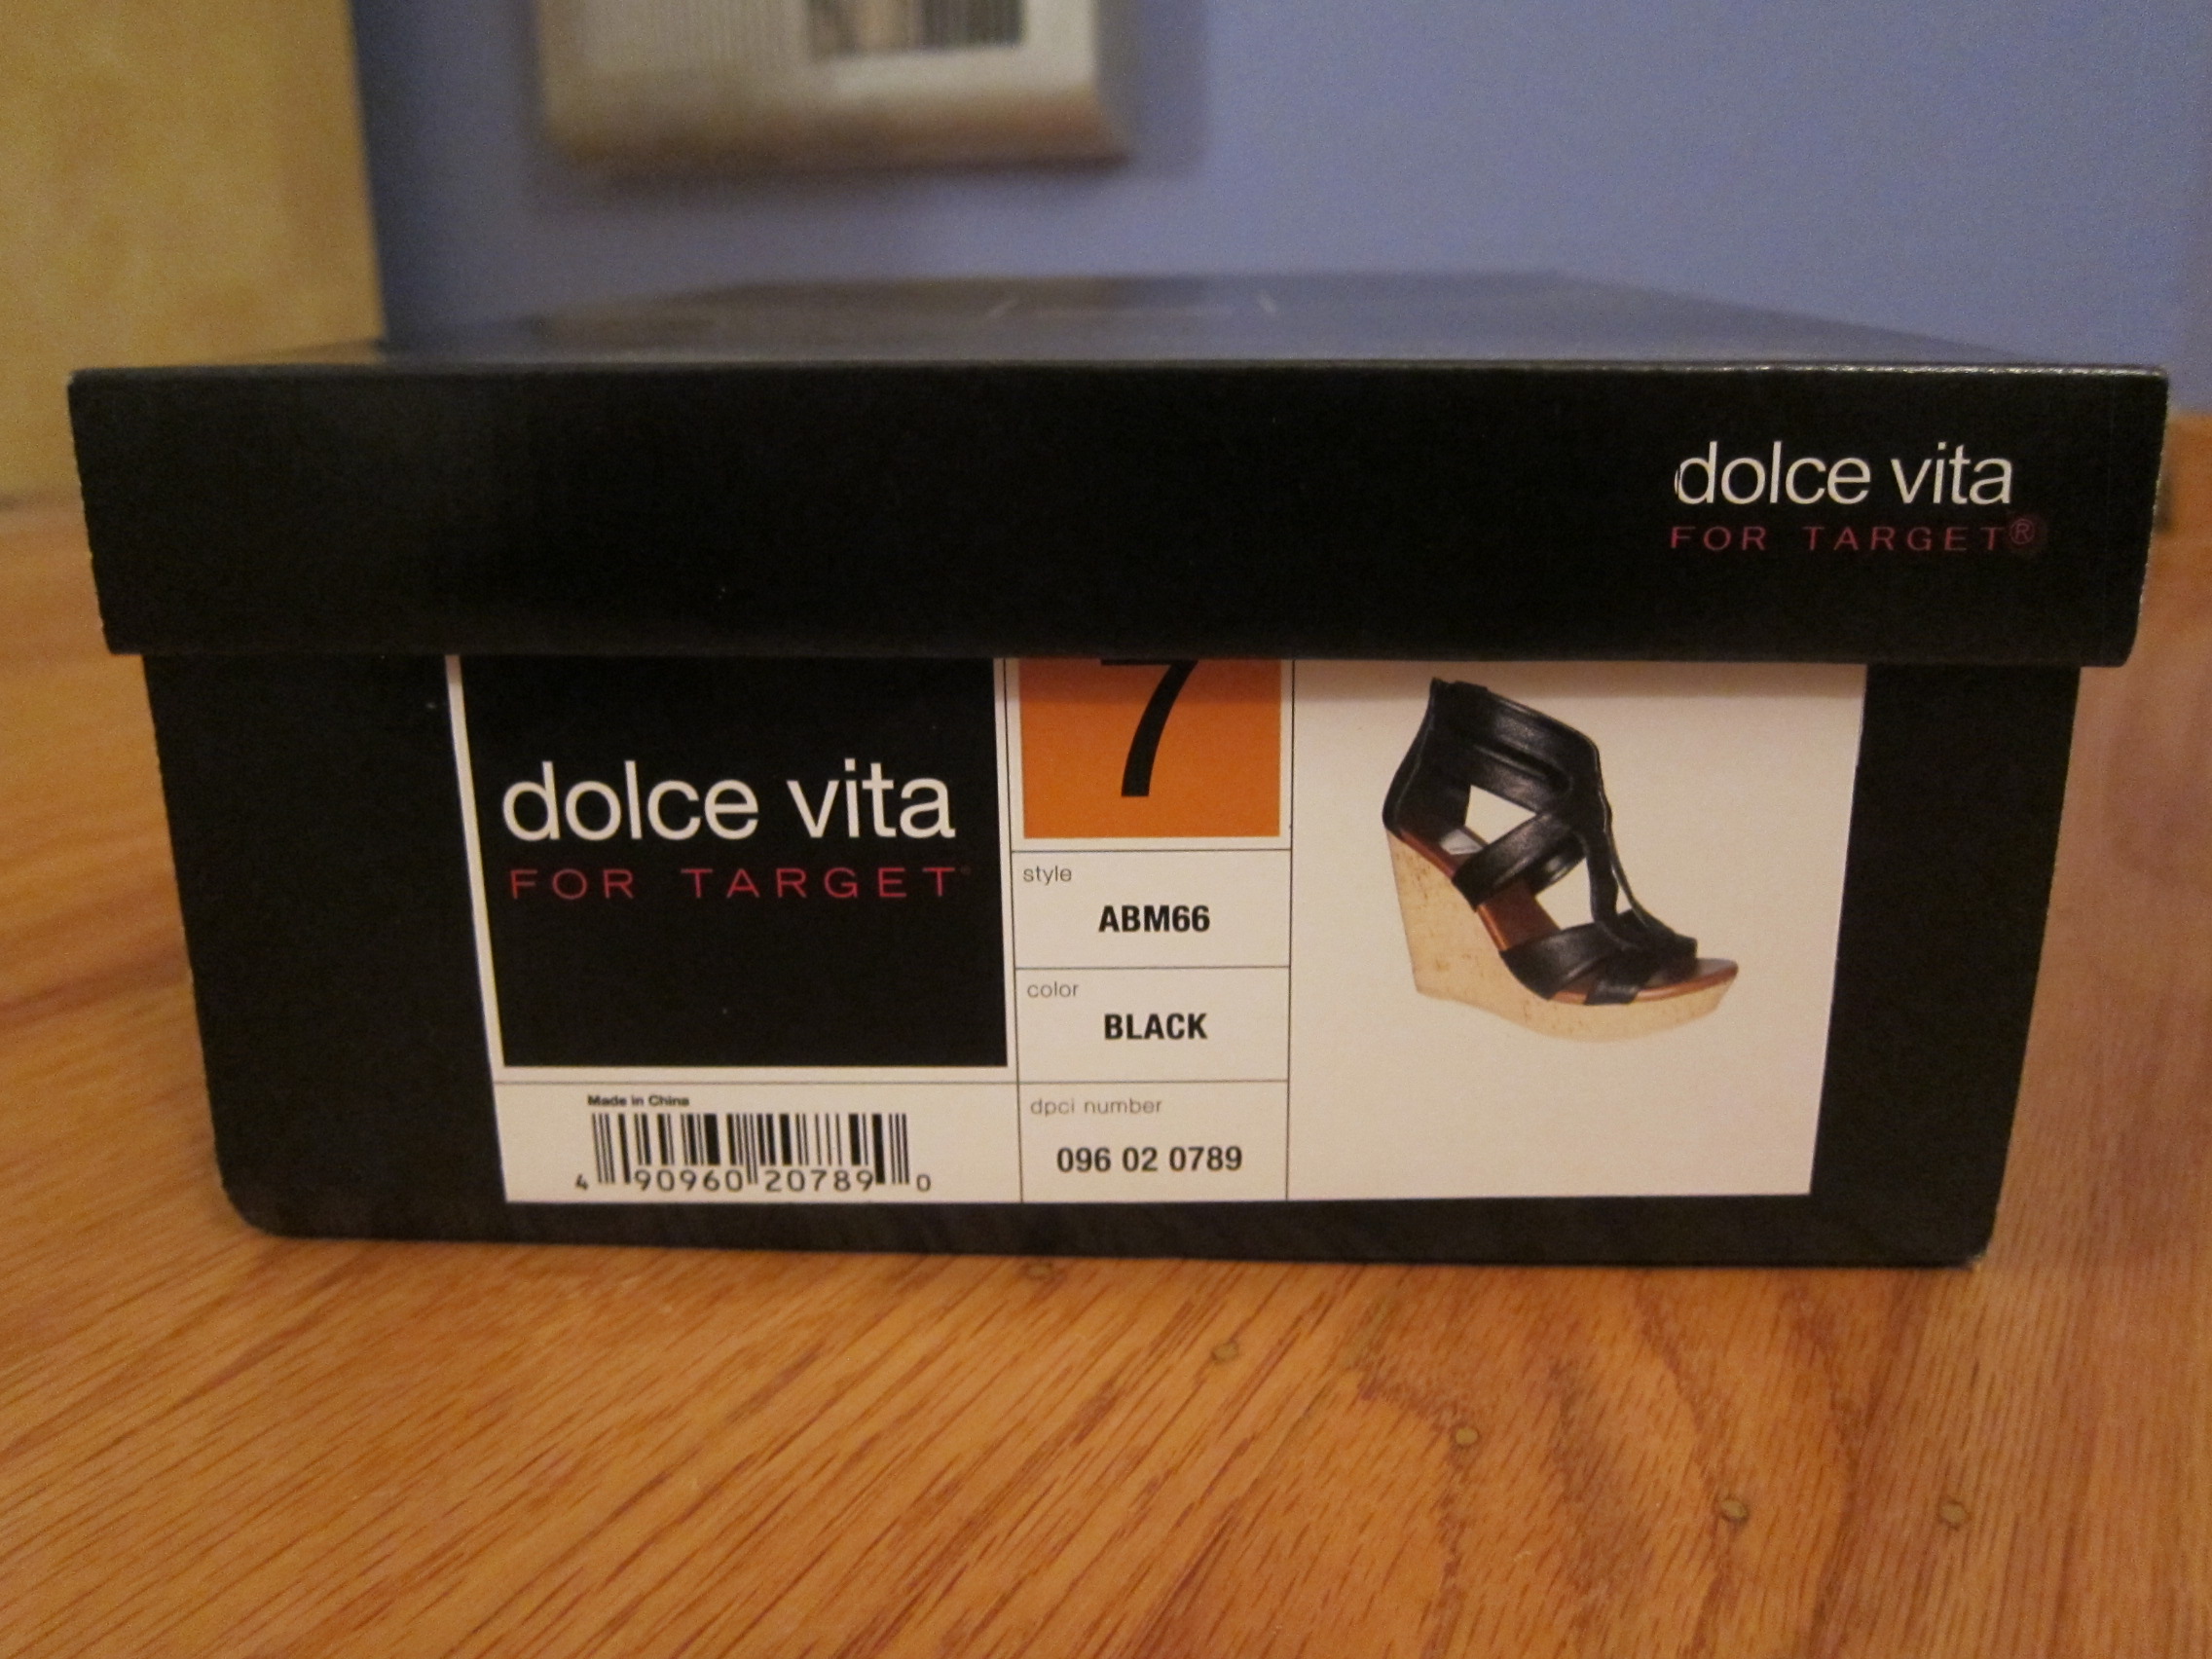 dolce vita
FOR TARGET®
dolce vita
FOR TARGET
7
style
ABM66
color
BLACK
Made in China
4 90960 20789 0
dpci number
096 02 0789